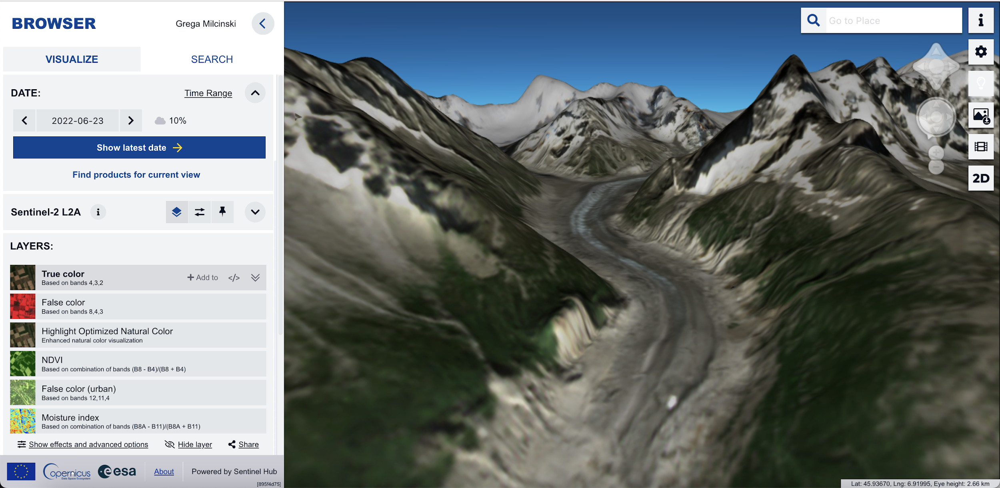 BROWSER
Grega Milcinski
VISUALIZE
SEARCH
DATE:
Time Range
2022-06-23
10%
Show latest date
Find products for current view
Sentinel-2 L2A
LAYERS:
True color
Based on bands 4,3,2
Add to
</>
False color
Based on bands 8,4,3
Highlight Optimized Natural Color
Enhanced natural color visualization
NDVI
Based on combination of bands (B8 - B4)/(B8 + B4)
False color (urban)
Based on bands 12,11,4
Moisture index
Based on combination of bands (B8A - B11)/(B8A + B11)
Show effects and advanced options
Hide layer
Share
opernicus
Data Space Ecosystem
esa
About
Powered by Sentinel Hub
[895f4d75]
Go to Place
2D
Lat: 45.93670, Lng: 6.91995, Eye height: 2.66 km